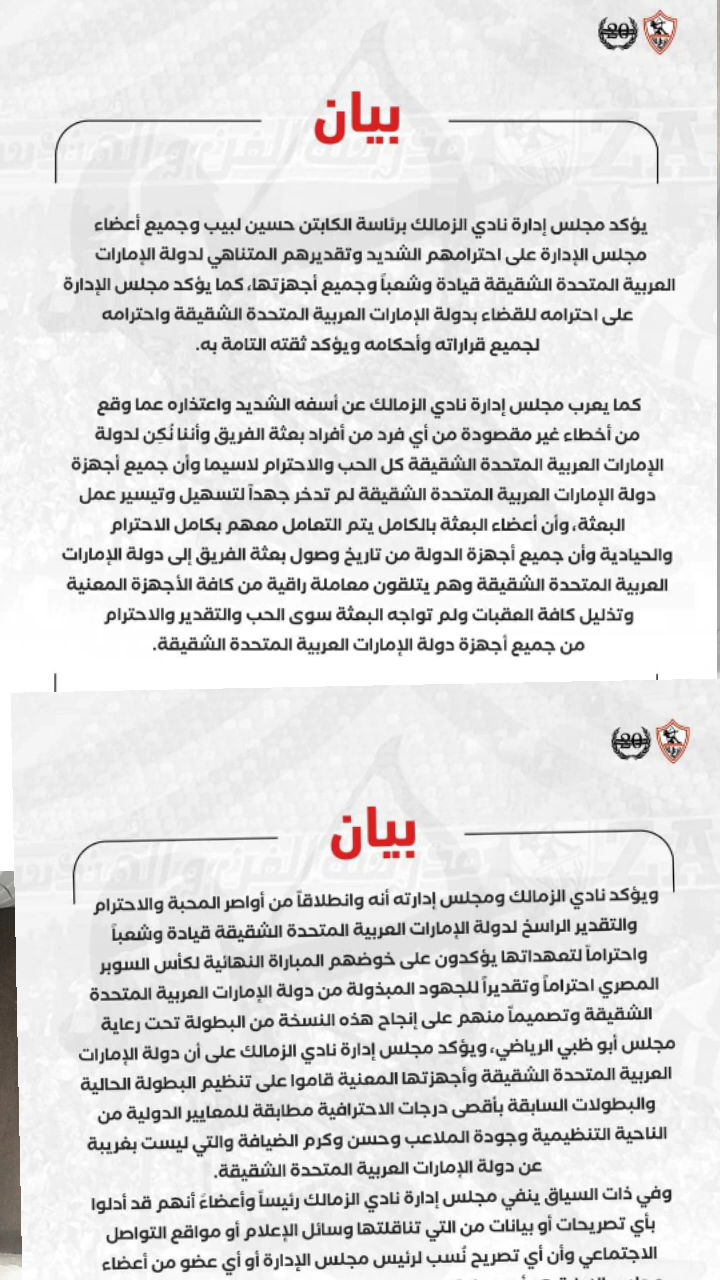 20
بيان
يؤكد مجلس إدارة نادي الزمالك برئاسة الكابتن حسين لبيب وجميع أعضاء
مجلس الإدارة على احترامهم الشديد وتقديرهم المتناهي لدولة الإمارات
العربية المتحدة الشقيقة قيادة وشعباً وجميع أجهزتها، كما يؤكد مجلس الإدارة
على احترامه للقضاء بدولة الإمارات العربية المتحدة الشقيقة واحترامه
لجميع قراراته وأحكامه ويؤكد ثقته التامة به.
كما يعرب مجلس إدارة نادي الزمالك عن أسفه الشديد واعتذاره عما وقع
من أخطاء غير مقصودة من أي فرد من أفراد بعثة الفريق وأننا نُكِن لدولة
الإمارات العربية المتحدة الشقيقة كل الحب والاحترام لاسيما وأن جميع أجهزة
دولة الإمارات العربية المتحدة الشقيقة لم تدخر جهداً لتسهيل وتيسير عمل
البعثة، وأن أعضاء البعثة بالكامل يتم التعامل معهم بكامل الاحترام
والحيادية وأن جميع أجهزة الدولة من تاريخ وصول بعثة الفريق إلى دولة الإمارات
العربية المتحدة الشقيقة وهم يتلقون معاملة راقية من كافة الأجهزة المعنية
وتذليل كافة العقبات ولم تواجه البعثة سوى الحب والتقدير والاحترام
من جميع أجهزة دولة الإمارات العربية المتحدة الشقيقة.
20
بيان
ويؤكد نادي الزمالك ومجلس إدارته أنه وانطلاقاً من أواصر المحبة والاحترام
والتقدير الراسخ لدولة الإمارات العربية المتحدة الشقيقة قيادة وشعباً
واحتراماً لتعهداتها يؤكدون على خوضهم المباراة النهائية لكأس السوبر
المصري احتراماً وتقديراً للجهود المبذولة من دولة الإمارات العربية المتحدة
الشقيقة وتصميماً منهم على إنجاح هذه النسخة من البطولة تحت رعاية
مجلس أبو ظبي الرياضي، ويؤكد مجلس إدارة نادي الزمالك على أن دولة الإمارات
العربية المتحدة الشقيقة وأجهزتها المعنية قاموا على تنظيم البطولة الحالية
والبطولات السابقة بأقصى درجات الاحترافية مطابقة للمعايير الدولية من
الناحية التنظيمية وجودة الملاعب وحسن وكرم الضيافة والتي ليست بغريبة
عن دولة الإمارات العربية المتحدة الشقيقة.
وفي ذات السياق ينفي مجلس إدارة نادي الزمالك رئيساً وأعضاءً أنهم قد أدلوا
بأي تصريحات أو بيانات من التي تناقلتها وسائل الإعلام أو مواقع التواصل
الاجتماعي وأن أي تصريح نُسب لرئيس مجلس الإدارة أو أي عضو من أعضاء